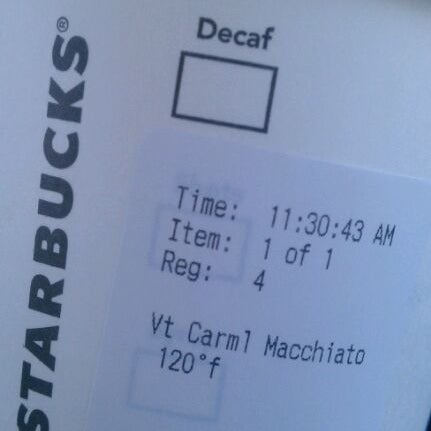 STARBUCKS®
Decaf
Time: 11:30:43 AM
Item: 1 of 1
Reg: 4
Vt Carml Macchiato
120°f